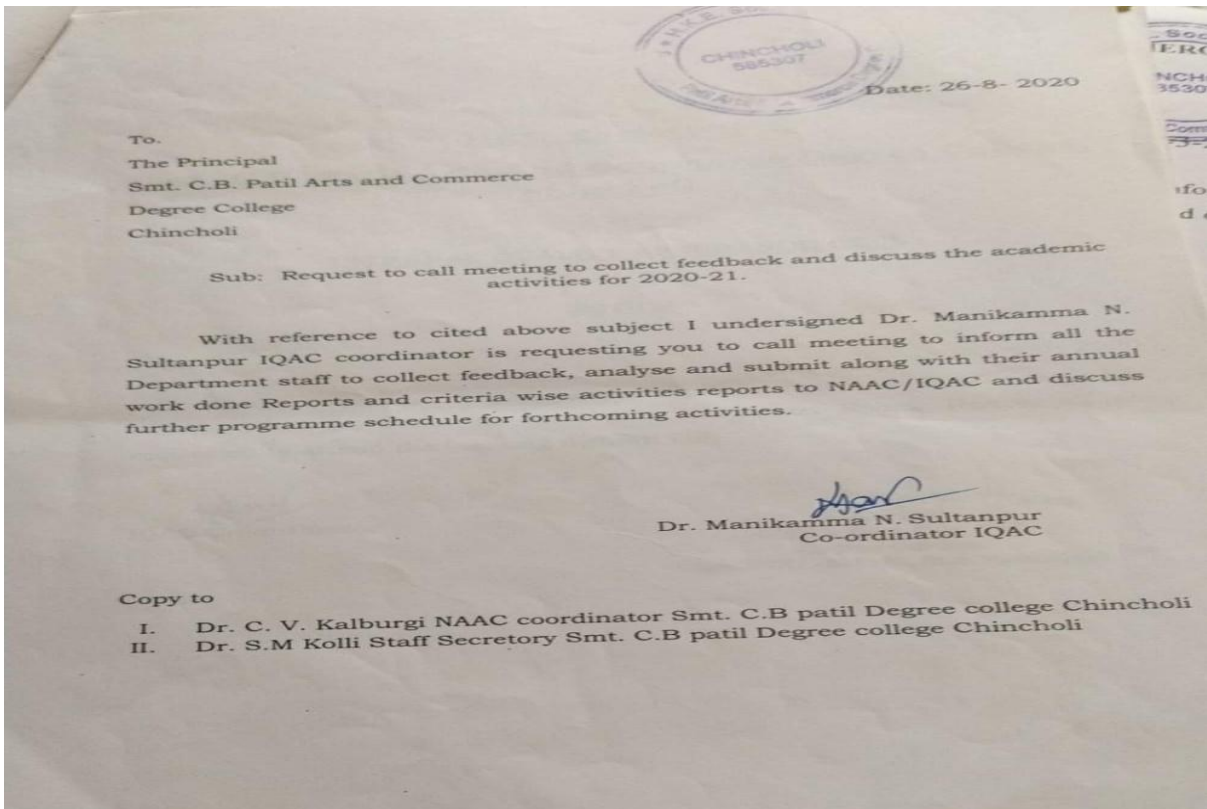 H.K.E.
CHINCHOLI
585307
Patil Arts
Date: 26-8- 2020
To.
The Principal
Smt. C.B. Patil Arts and Commerce
Degree College
Chincholi
Sub: Request to call meeting to collect feedback and discuss the academic
activities for 2020-21.
With reference to cited above subject I undersigned Dr. Manikamma N.
Sultanpur IQAC coordinator is requesting you to call meeting to inform all the
Department staff to collect feedback, analyse and submit along with their annual
work done Reports and criteria wise activities reports to NAAC/IQAC and discuss
further programme schedule for forthcoming activities.
Dr. Manikamma N. Sultanpur
Co-ordinator IQAC
Copy to
I. Dr. C. V. Kalburgi NAAC coordinator Smt. C.B patil Degree college Chincholi
II. Dr. S.M Kolli Staff Secretory Smt. C.B patil Degree college Chincholi